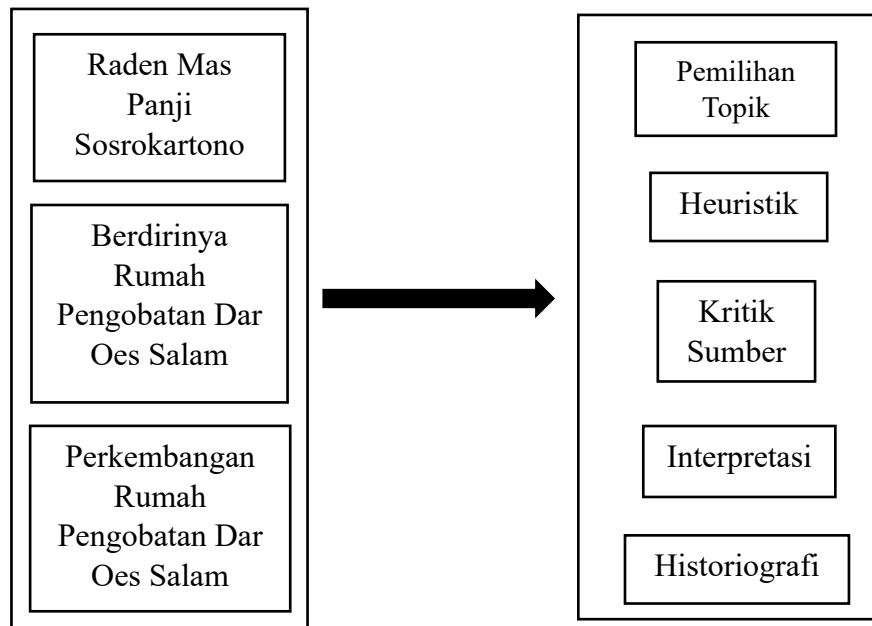 Raden Mas
Panji
Sosrokartono
Berdirinya
Rumah
Pengobatan Dar
Oes Salam
Perkembangan
Rumah
Pengobatan Dar
Oes Salam
Pemilihan
Topik
Heuristik
Kritik
Sumber
Interpretasi
Historiografi